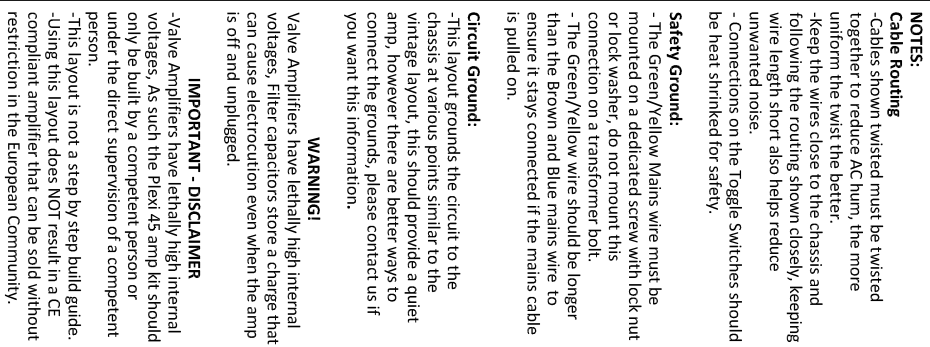 NOTES:
Cable Routing
-Cables shown twisted must be twisted
together to reduce AC hum, the more
uniform the twist the better.
-Keep the wires close to the chassis and
following the routing shown closely, keeping
wire length short also helps reduce
unwanted noise.
- Connections on the Toggle Switches should
be heat shrinked for safety.
Safety Ground:
- The Green/Yellow Mains wire must be
mounted on a dedicated screw with lock nut
or lock washer, do not mount this
connection on a transformer bolt.
- The Green/Yellow wire should be longer
than the Brown and Blue mains wire to
ensure it stays connected if the mains cable
is pulled on.
Circuit Ground:
-This layout grounds the circuit to the
chassis at various points similar to the
vintage layout, this should provide a quiet
amp, however there are better ways to
connect the grounds, please contact us if
you want this information.
WARNING!
Valve Amplifiers have lethally high internal
voltages, Filter capacitors store a charge that
can cause electrocution even when the amp
is off and unplugged.
IMPORTANT - DISCLAIMER
-Valve Amplifiers have lethally high internal
voltages, As such the Plexi 45 amp kit should
only be built by a competent person or
under the direct supervision of a competent
person.
-This layout is not a step by step build guide.
-Using this layout does NOT result in a CE
compliant amplifier that can be sold without
restriction in the European Community.